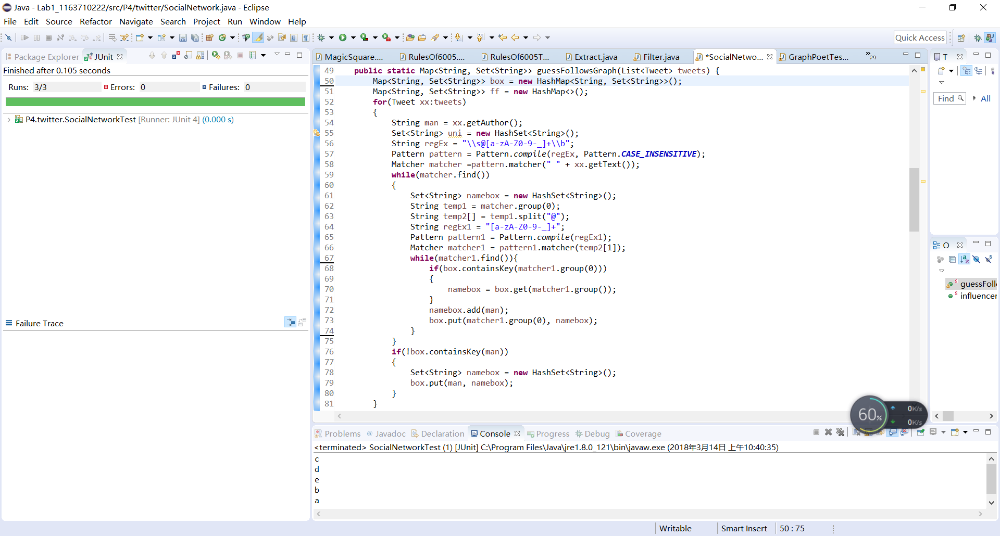 Java - Lab1_1163710222/src/P4/twitter/SocialNetwork.java - Eclipse
File Edit Source Refactor Navigate Search Project Run Window Help
Quick Access
Package Explorer JUnit
Finished after 0.105 seconds
Runs: 3/3 Errors: 0 Failures: 0
P4.twitter.SocialNetworkTest [Runner: JUnit 4] (0.000 s)
Failure Trace
MagicSquare.... RulesOf6005.... RulesOf6005T... Extract.java Filter.java *SocialNetwo... GraphPoetTes... »29
49 public static Map<String, Set<String>> guessFollowsGraph(List<Tweet> tweets) {
50 Map<String, Set<String>> box = new HashMap<String, Set<String>>();
51 Map<String, Set<String>> ff = new HashMap<>();
52 for(Tweet xx:tweets)
53 {
54 String man = xx.getAuthor();
55 Set<String> uni = new HashSet<String>();
56 String regEx = "\\s@[a-zA-Z0-9-_]+\\b";
57 Pattern pattern = Pattern.compile(regEx, Pattern.CASE_INSENSITIVE);
58 Matcher matcher =pattern.matcher(" " + xx.getText());
59 while(matcher.find())
60 {
61 Set<String> namebox = new HashSet<String>();
62 String temp1 = matcher.group(0);
63 String temp2[] = temp1.split("@");
64 String regEx1 = "[a-zA-Z0-9-_]+";
65 Pattern pattern1 = Pattern.compile(regEx1);
66 Matcher matcher1 = pattern1.matcher(temp2[1]);
67 while(matcher1.find()){
68 if(box.containsKey(matcher1.group(0)))
69 {
70 namebox = box.get(matcher1.group());
71 }
72 namebox.add(man);
73 box.put(matcher1.group(0), namebox);
74 }
75 }
76 if(!box.containsKey(man))
77 {
78 Set<String> namebox = new HashSet<String>();
79 box.put(man, namebox);
80 }
81 }
T
Find All
O
guessFoll
influencer
60%
0K/s
0K/s
Problems Javadoc Declaration Console Progress Debug Coverage
<terminated> SocialNetworkTest (1) [JUnit] C:\Program Files\Java\jre1.8.0_121\bin\javaw.exe (2018年3月14日 上午10:40:35)
c
d
e
b
a
Writable Smart Insert 50 : 75